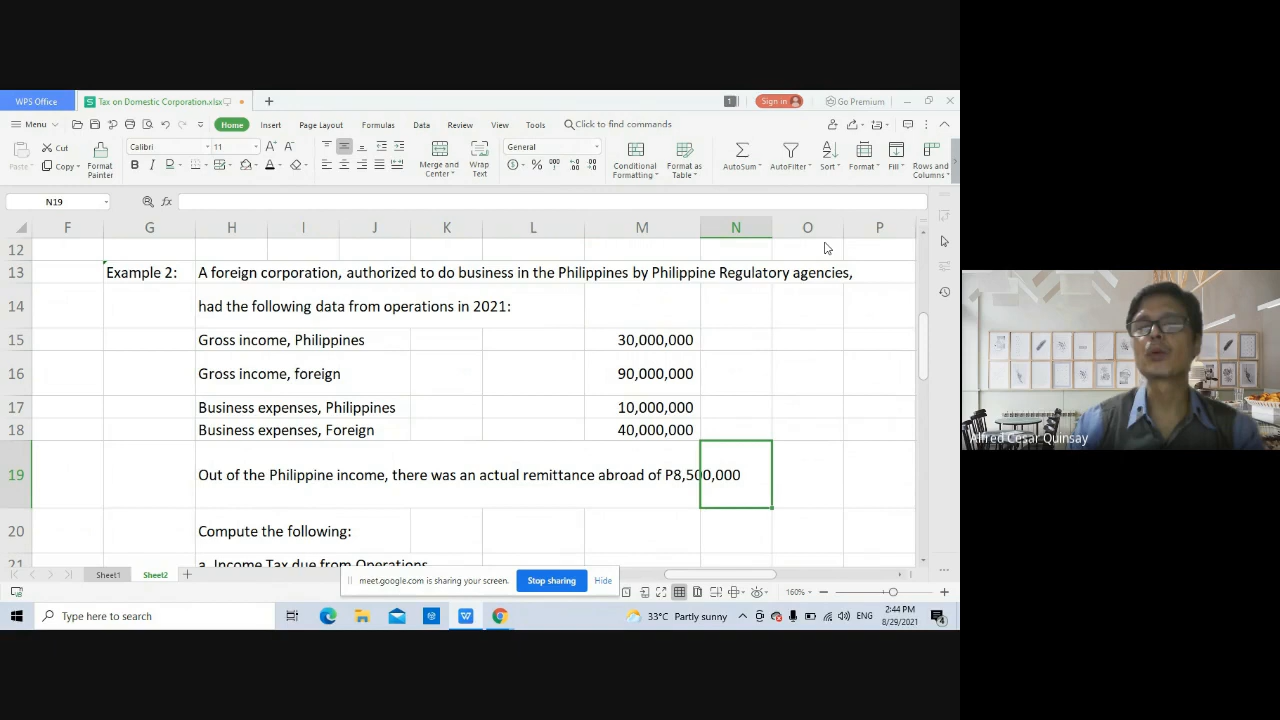 WPS Office
Tax on Domestic Corporation.xlsx
1
Sign in
Go Premium
Menu
Home
Insert
Page Layout
Formulas
Data
Review
View
Tools
Click to find commands
Paste
Cut
Copy
Format Painter
Calibri
11
Merge and Center
Wrap Text
General
Conditional Formatting
Format as Table
AutoSum
AutoFilter
Sort
Format
Fill
Rows and Columns
N19
fx
F G H I J K L M N O P
12
13 Example 2: A foreign corporation, authorized to do business in the Philippines by Philippine Regulatory agencies,
14 had the following data from operations in 2021:
15 Gross income, Philippines 30,000,000
16 Gross income, foreign 90,000,000
17 Business expenses, Philippines 10,000,000
18 Business expenses, Foreign 40,000,000
19 Out of the Philippine income, there was an actual remittance abroad of P8,500,000
20 Compute the following:
21 a. Income Tax due from Operations
Sheet1
Sheet2
meet.google.com is sharing your screen.
Stop sharing
Hide
160%
Type here to search
33°C Partly sunny
ENG
2:44 PM
8/29/2021
4
Alfred Cesar Quinsay